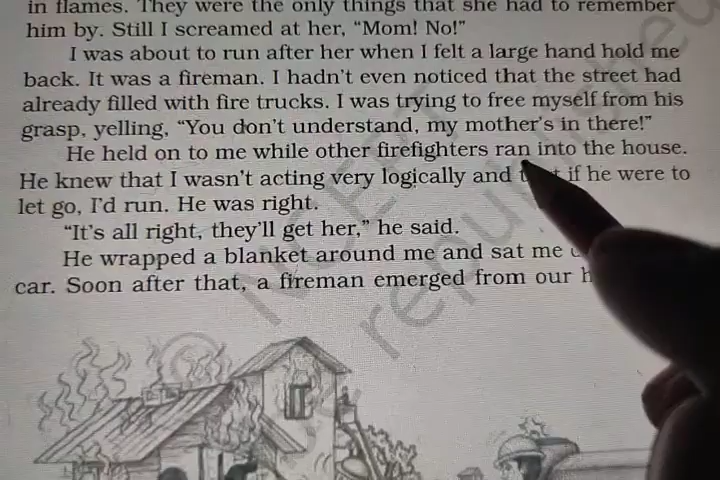 in flames. They were the only things that she had to remember
him by. Still I screamed at her, “Mom! No!”
I was about to run after her when I felt a large hand hold me
back. It was a fireman. I hadn’t even noticed that the street had
already filled with fire trucks. I was trying to free myself from his
grasp, yelling, “You don’t understand, my mother’s in there!”
He held on to me while other firefighters ran into the house.
He knew that I wasn’t acting very logically and if he were to
let go, I’d run. He was right.
“It’s all right, they’ll get her,” he said.
He wrapped a blanket around me and sat me
car. Soon after that, a fireman emerged from our